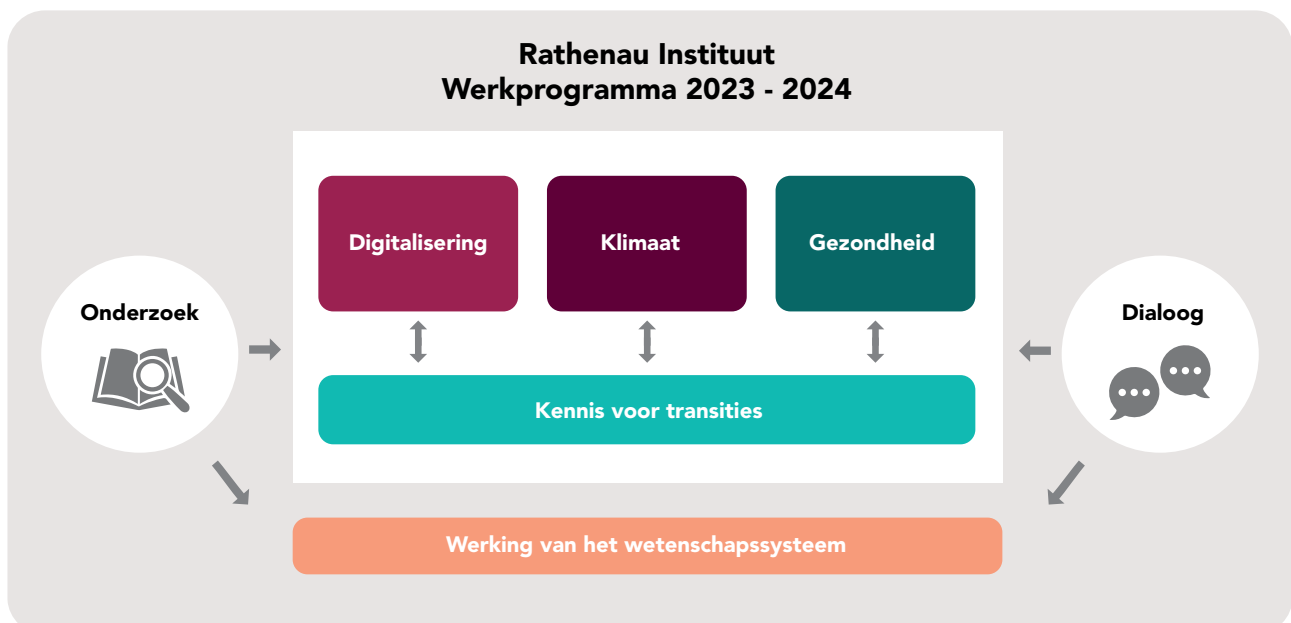 Rathenau Instituut
Werkprogramma 2023 - 2024
Digitalisering
Klimaat
Gezondheid
Onderzoek
Dialoog
Kennis voor transities
Werking van het wetenschapssysteem